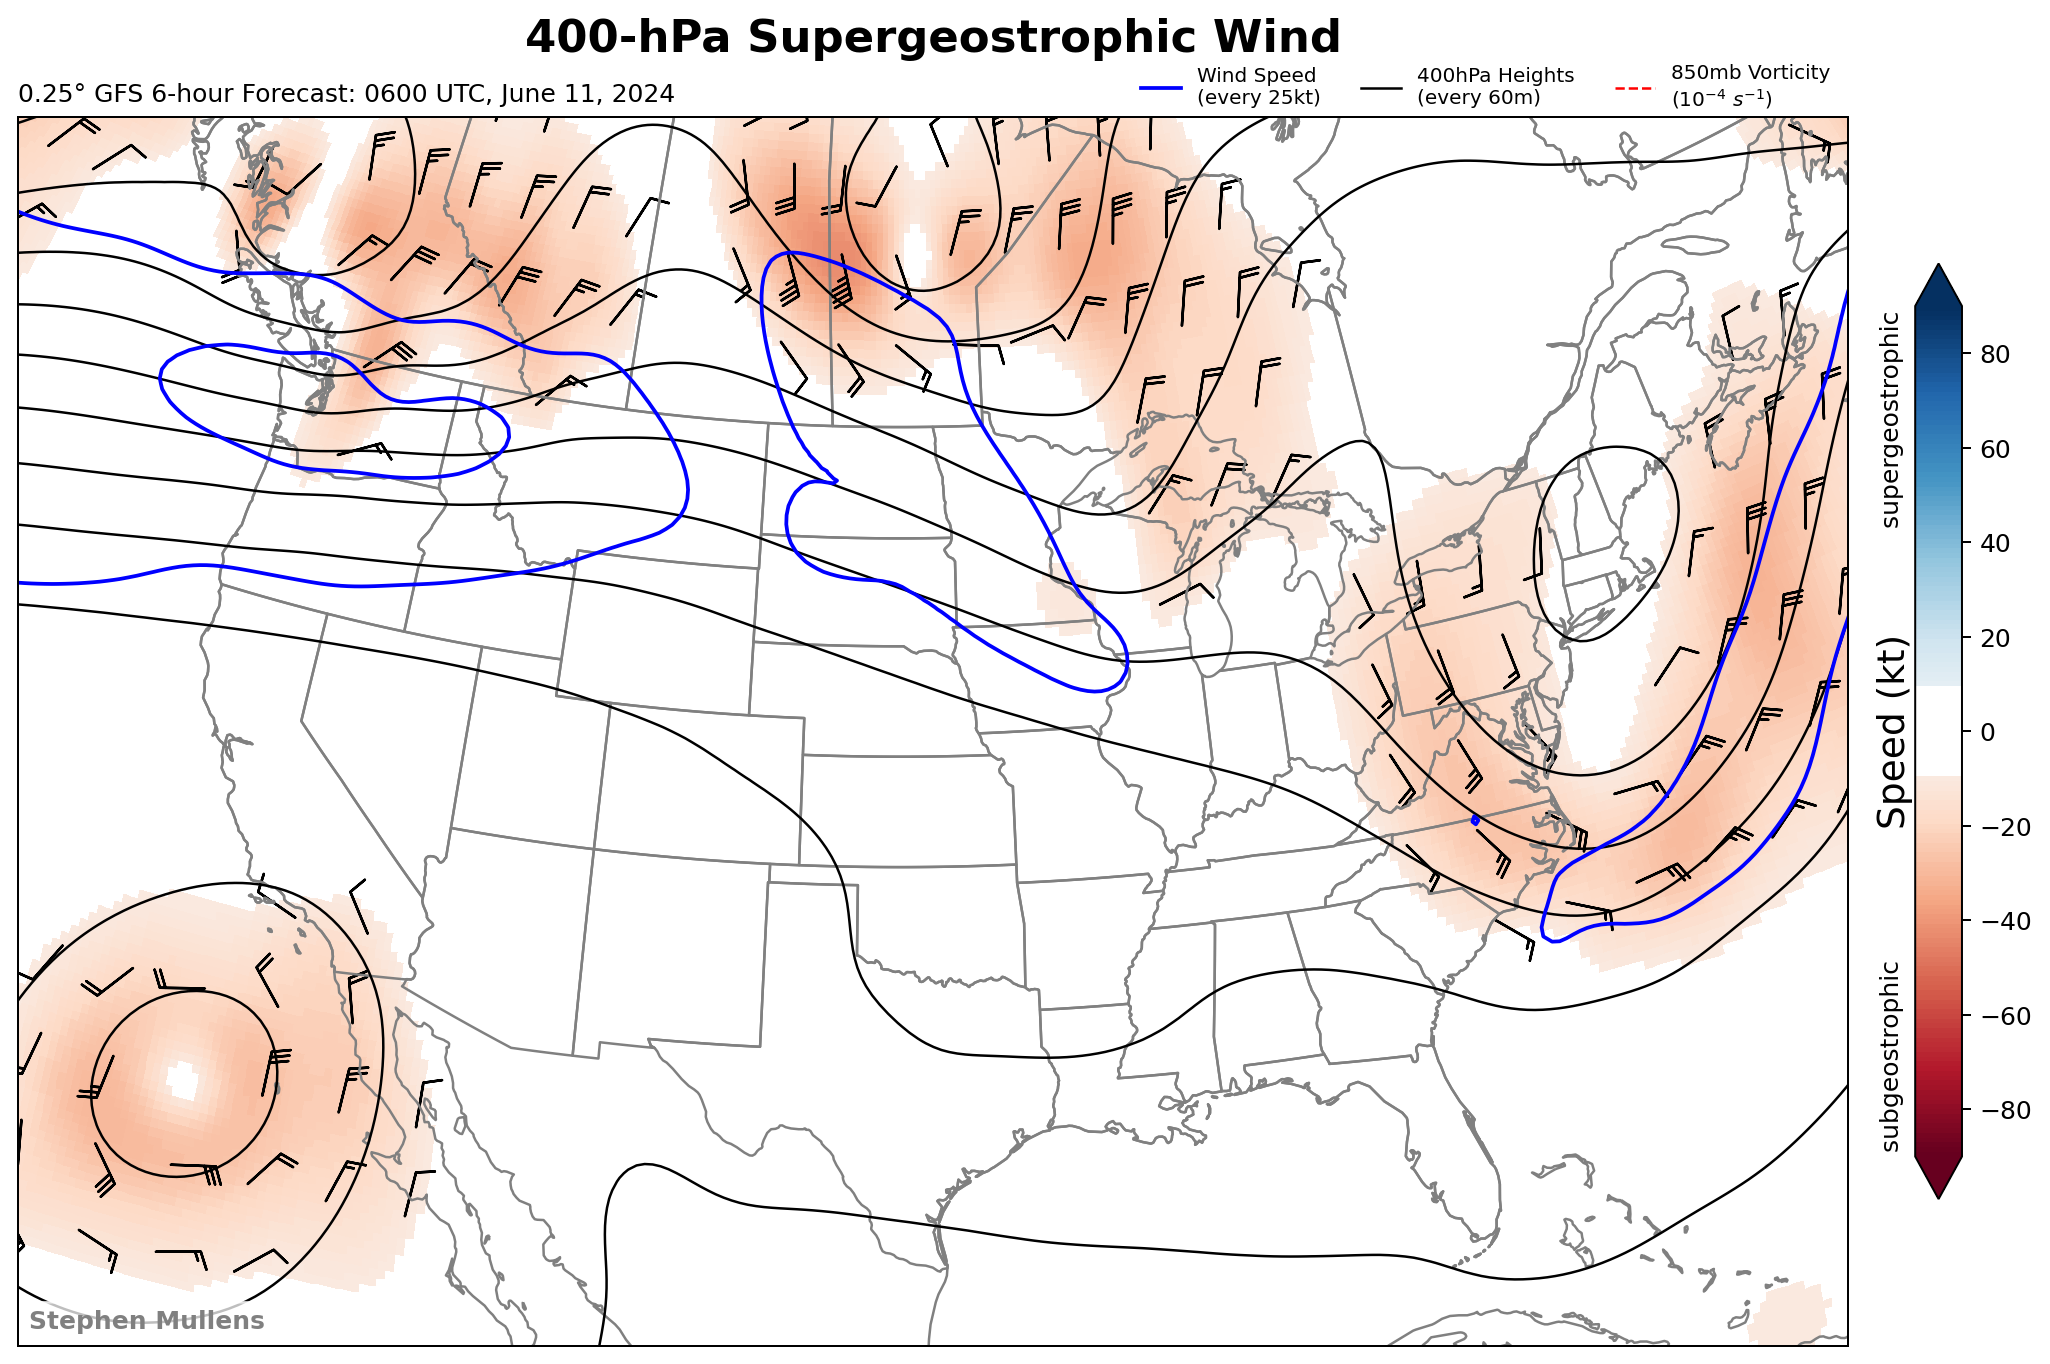 400-hPa Supergeostrophic Wind
0.25° GFS 6-hour Forecast: 0600 UTC, June 11, 2024
Wind Speed
(every 25kt)
400hPa Heights
(every 60m)
850mb Vorticity
(10⁻⁴ s⁻¹)
supergeostrophic
Speed (kt)
subgeostrophic
80
60
40
20
0
−20
−40
−60
−80
Stephen Mullens